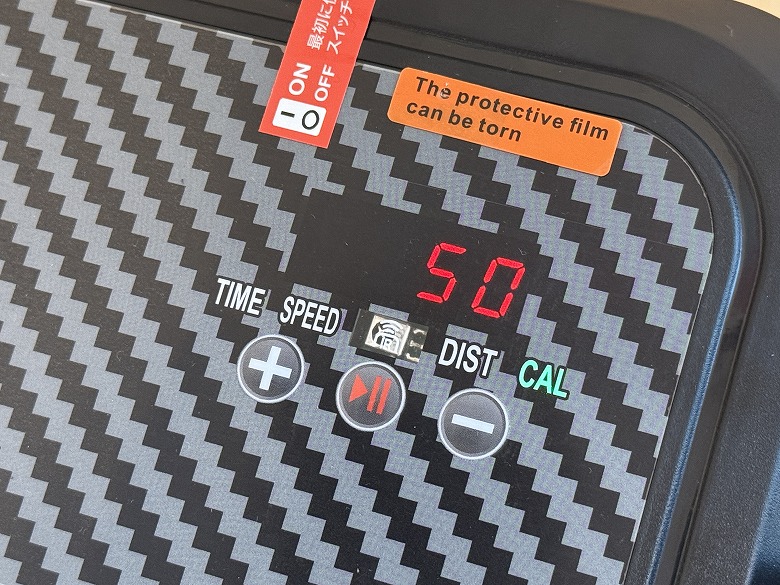 ON
OFF
最初に
スイッチ
The protective film
can be torn
50
TIME SPEED DIST CAL